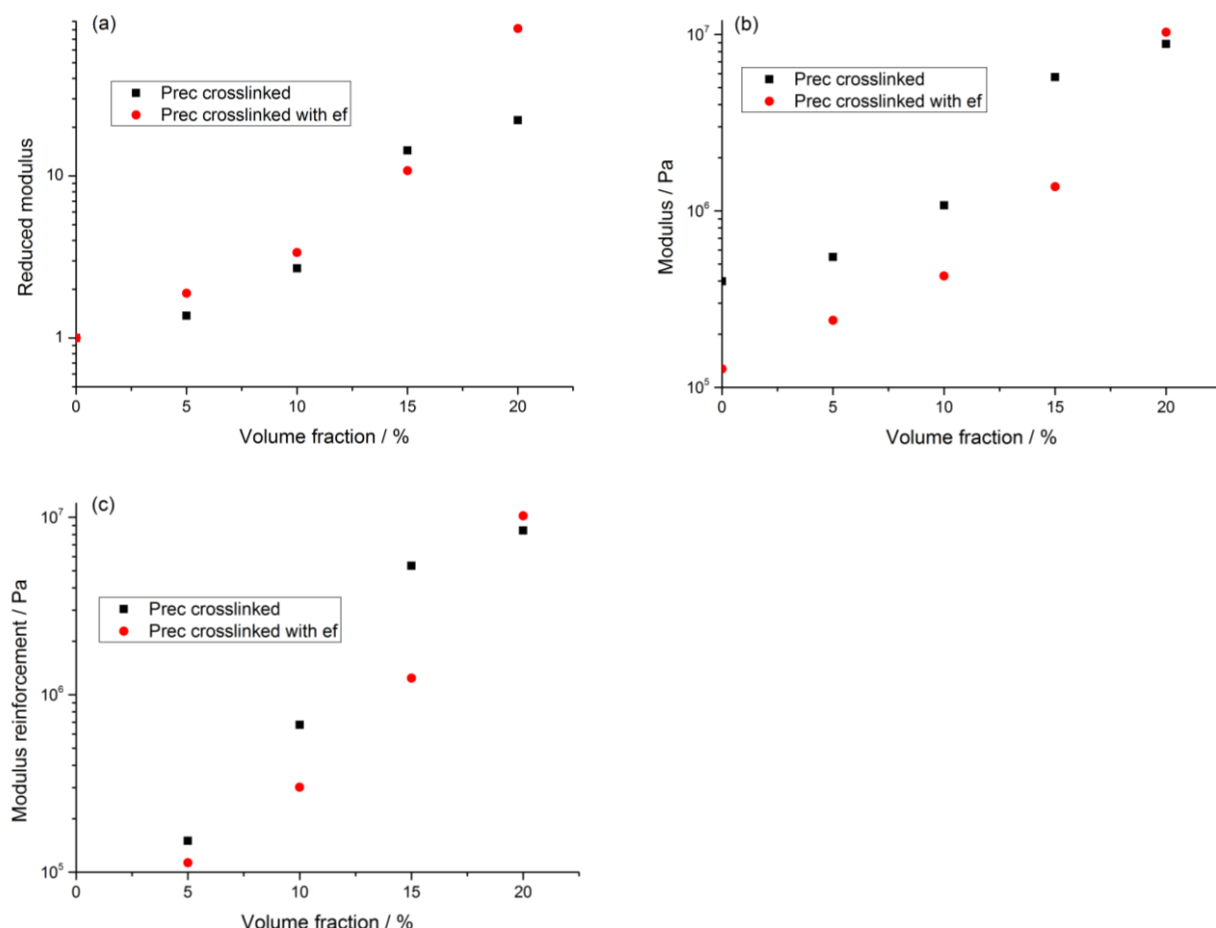 (a)
Prec crosslinked
Prec crosslinked with ef
10
1
Reduced modulus
0 5 10 15 20
Volume fraction / %
(b)
Prec crosslinked
Prec crosslinked with ef
10⁷
10⁶
10⁵
Modulus / Pa
0 5 10 15 20
Volume fraction / %
(c)
Prec crosslinked
Prec crosslinked with ef
10⁷
10⁶
10⁵
Modulus reinforcement / Pa
0 5 10 15 20
Volume fraction / %